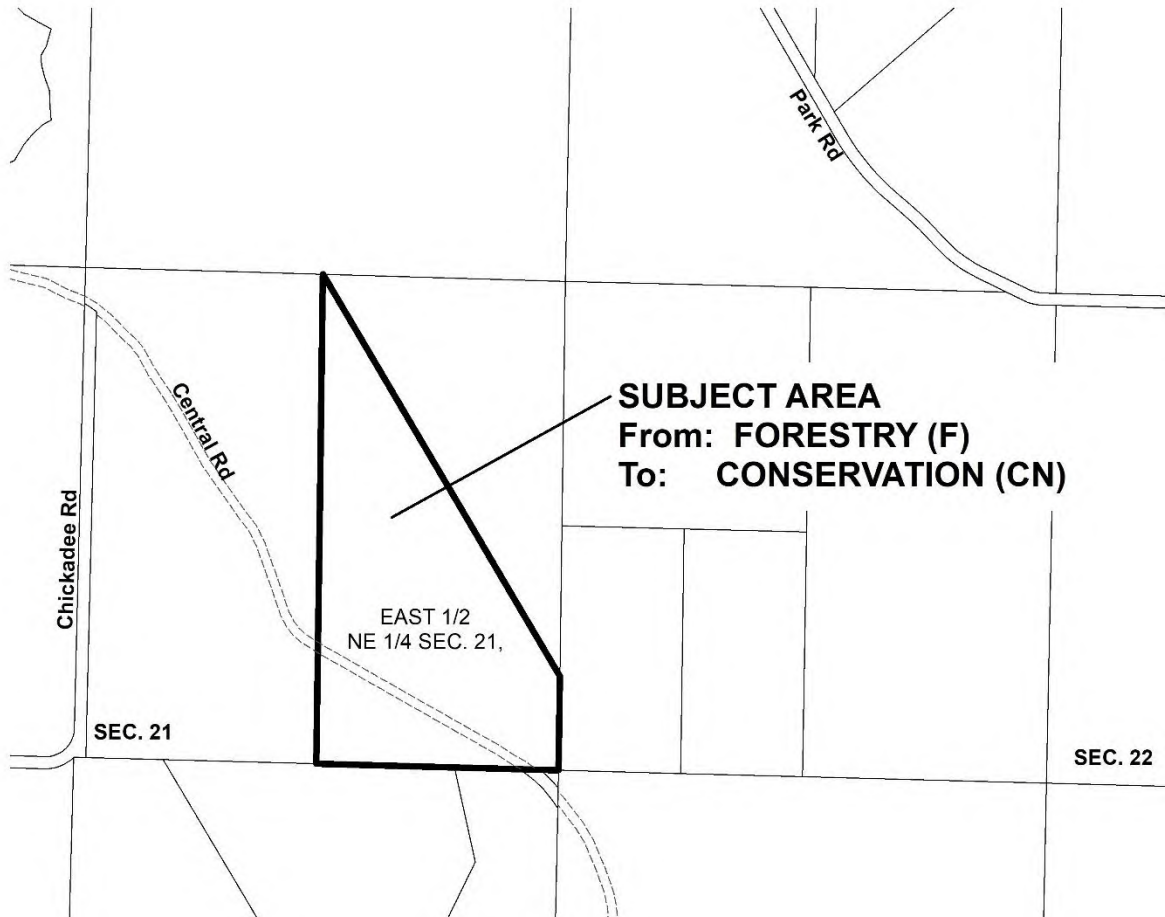 Park Rd
SUBJECT AREA
From: FORESTRY (F)
To: CONSERVATION (CN)
Central Rd
Chickadee Rd
EAST 1/2
NE 1/4 SEC. 21,
SEC. 21
SEC. 22